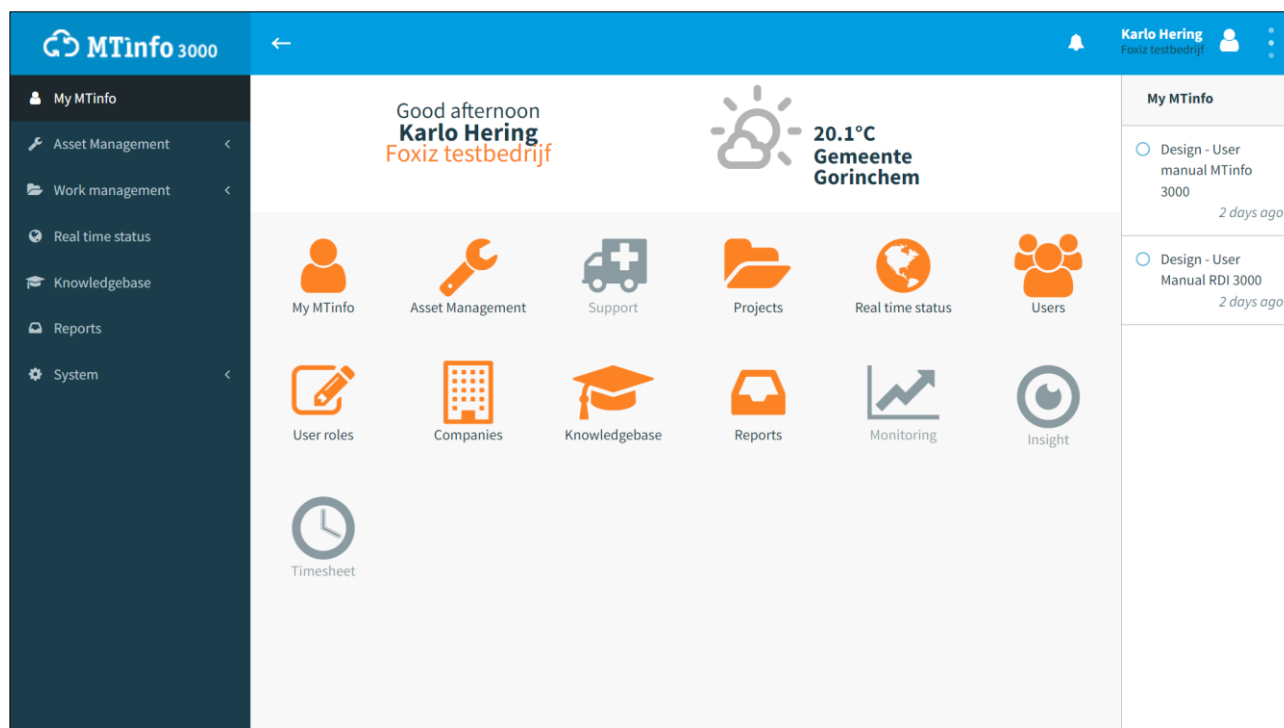 MTinfo 3000
Karlo Hering
Foxiz testbedrijf
My MTinfo
Asset Management
Work management
Real time status
Knowledgebase
Reports
System
Good afternoon
Karlo Hering
Foxiz testbedrijf
20.1°C
Gemeente
Gorinchem
My MTinfo
Asset Management
Support
Projects
Real time status
Users
User roles
Companies
Knowledgebase
Reports
Monitoring
Insight
Timesheet
My MTinfo
Design - User
manual MTinfo
3000
2 days ago
Design - User
Manual RDI 3000
2 days ago